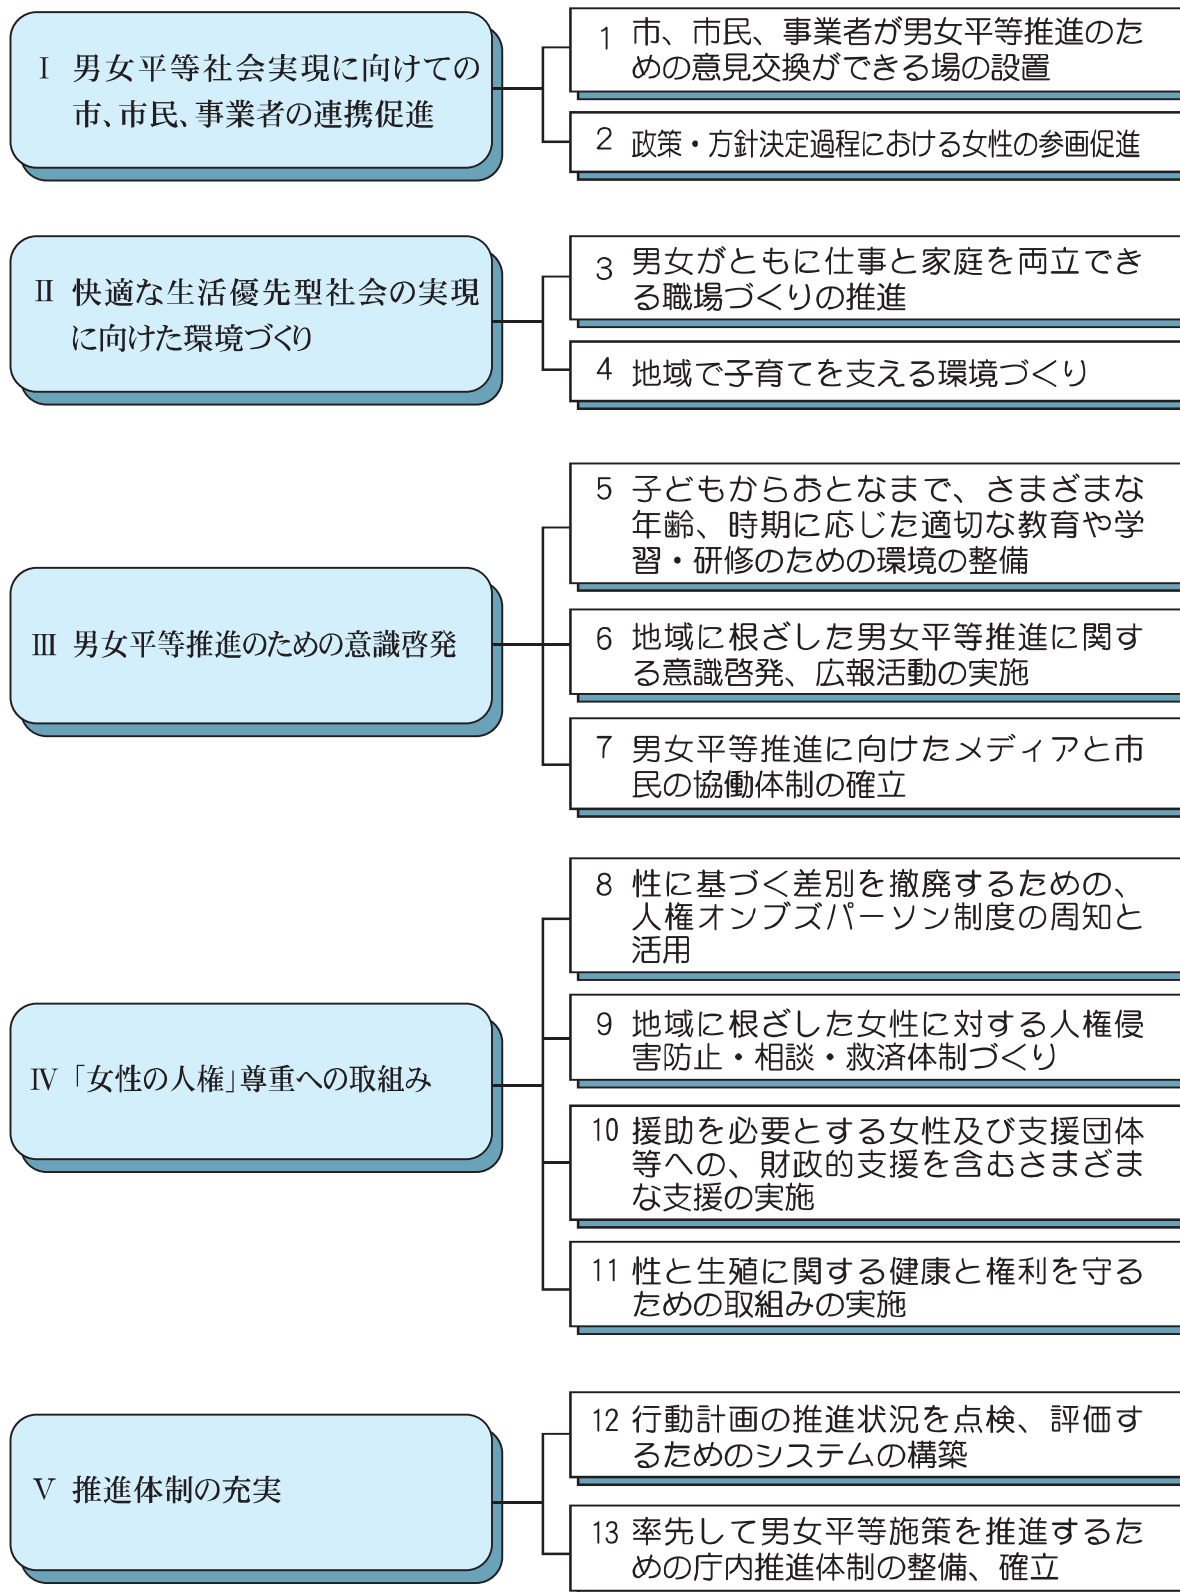 Ⅰ 男女平等社会実現に向けての
市、市民、事業者の連携促進
1 市、市民、事業者が男女平等推進のた
めの意見交換ができる場の設置
2 政策・方針決定過程における女性の参画促進
Ⅱ 快適な生活優先型社会の実現
に向けた環境づくり
3 男女がともに仕事と家庭を両立でき
る職場づくりの推進
4 地域で子育てを支える環境づくり
Ⅲ 男女平等推進のための意識啓発
5 子どもからおとなまで、さまざまな
年齢、時期に応じた適切な教育や学
習・研修のための環境の整備
6 地域に根ざした男女平等推進に関す
る意識啓発、広報活動の実施
7 男女平等推進に向けたメディアと市
民の協働体制の確立
Ⅳ 「女性の人権」尊重への取組み
8 性に基づく差別を撤廃するための、
人権オンブズパーソン制度の周知と
活用
9 地域に根ざした女性に対する人権侵
害防止・相談・救済体制づくり
10 援助を必要とする女性及び支援団体
等への、財政的支援を含むさまざま
な支援の実施
11 性と生殖に関する健康と権利を守る
ための取組みの実施
Ⅴ 推進体制の充実
12 行動計画の推進状況を点検、評価す
るためのシステムの構築
13 率先して男女平等施策を推進するた
めの庁内推進体制の整備、確立